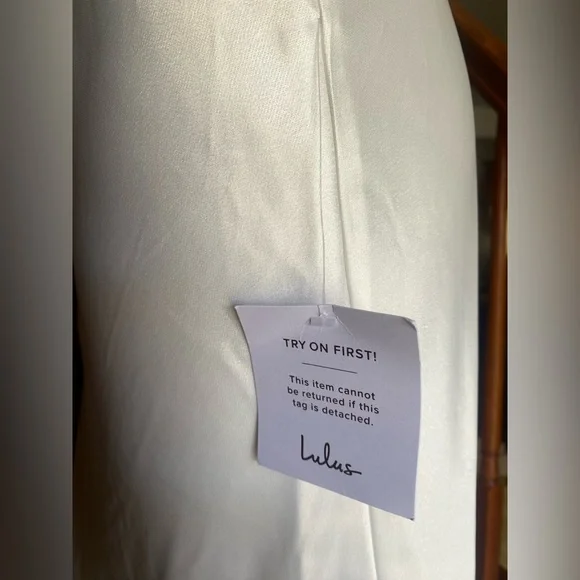 TRY ON FIRST!
This item cannot
be returned if this
tag is detached.
Lulus